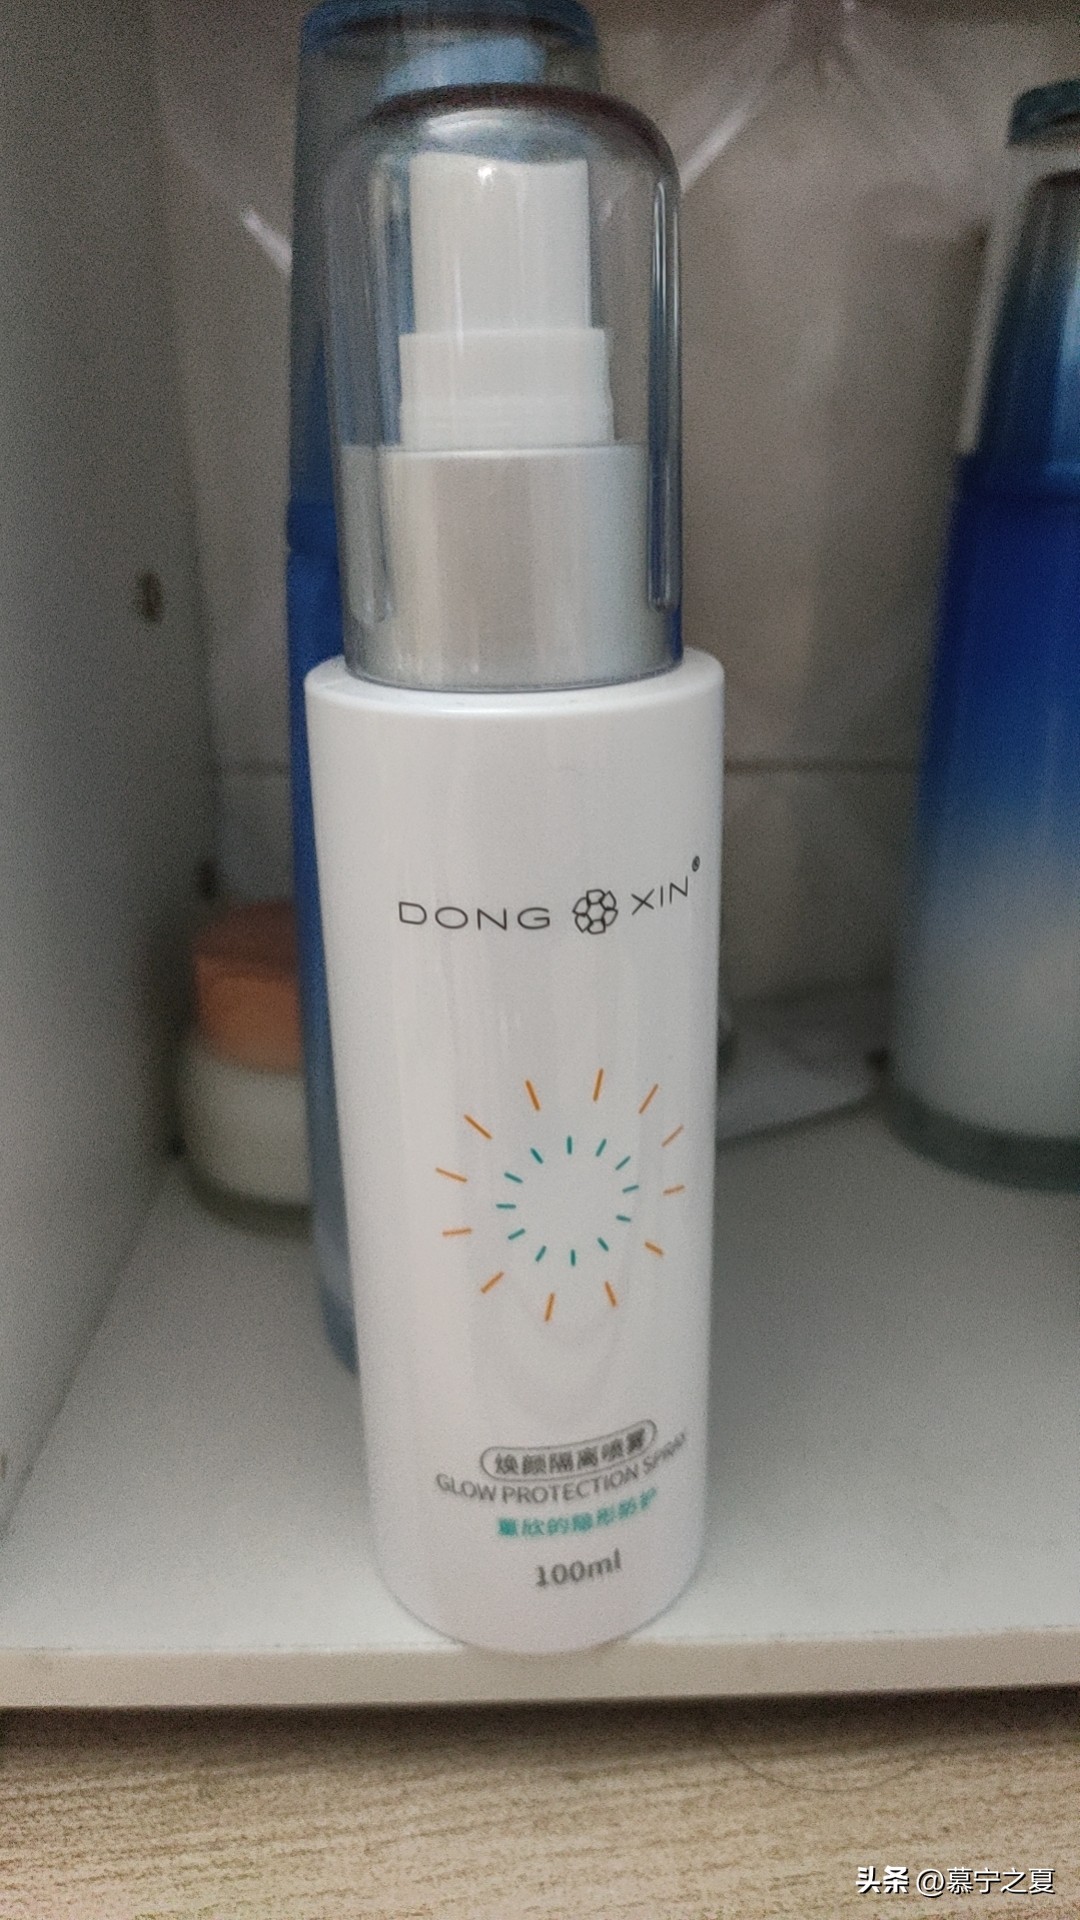 DONG XIN®
焕颜隔离喷雾
GLOW PROTECTION SPRAY
董欣的隐形防护
100ml
头条 @慕宁之夏